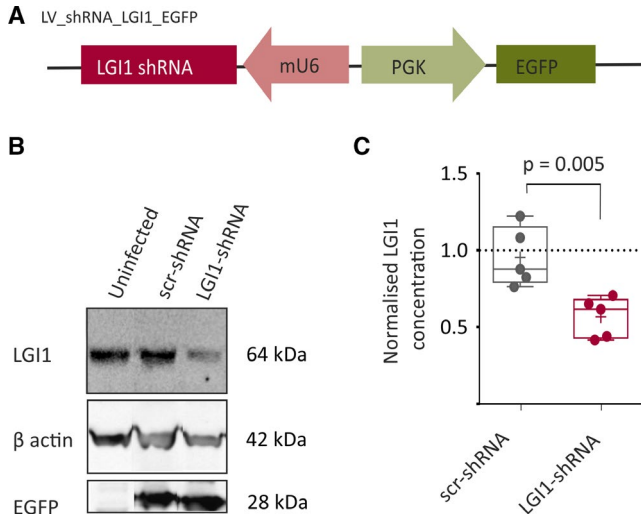 A
LV_shRNA_LGI1_EGFP
LGI1 shRNA
mU6
PGK
EGFP
B
Uninfected
scr-shRNA
LGI1-shRNA
LGI1
64 kDa
β actin
42 kDa
EGFP
28 kDa
C
p = 0.005
Normalised LGI1
concentration
1.5
1.0
0.5
scr-shRNA
LGI1-shRNA